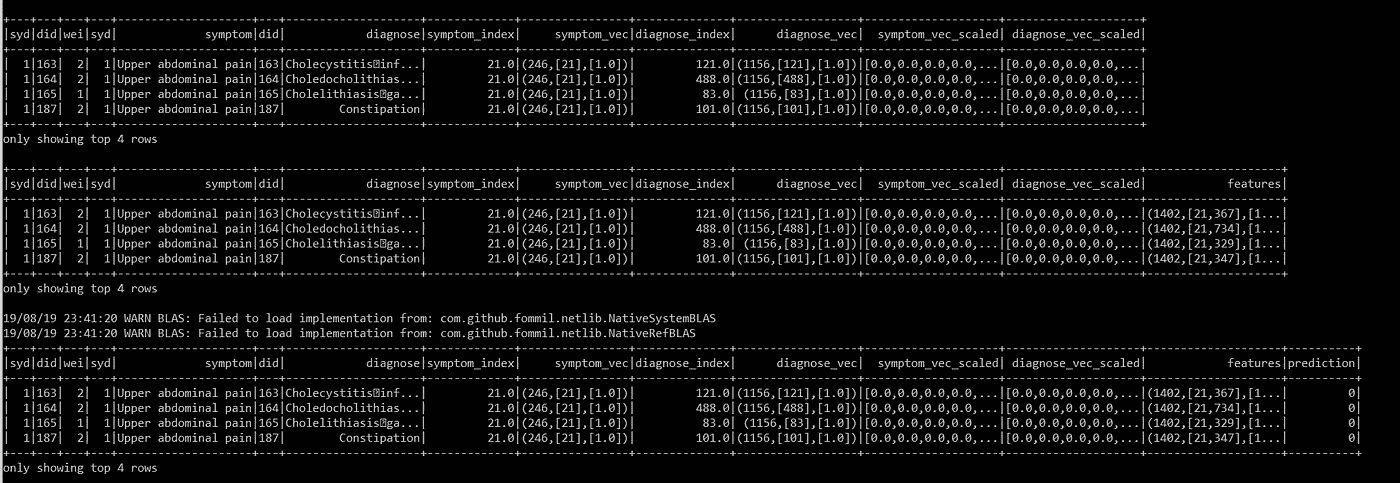 +---+---+---+---+--------------------+---+--------------------+-------------+----------------+--------------+-------------------+--------------------+--------------------+
|syd|did|wei|syd|             symptom|did|            diagnose|symptom_index|     symptom_vec|diagnose_index|       diagnose_vec|  symptom_vec_scaled| diagnose_vec_scaled|
+---+---+---+---+--------------------+---+--------------------+-------------+----------------+--------------+-------------------+--------------------+--------------------+
|  1|163|  2|  1|Upper abdominal pain|163|Cholecystitis�inf...|         21.0|(246,[21],[1.0])|         121.0|(1156,[121],[1.0])|[0.0,0.0,0.0,0.0,...|[0.0,0.0,0.0,0.0,...|
|  1|164|  2|  1|Upper abdominal pain|164|Choledocholithias...|         21.0|(246,[21],[1.0])|         488.0|(1156,[488],[1.0])|[0.0,0.0,0.0,0.0,...|[0.0,0.0,0.0,0.0,...|
|  1|165|  1|  1|Upper abdominal pain|165|Cholelithiasis�ga...|         21.0|(246,[21],[1.0])|          83.0| (1156,[83],[1.0])|[0.0,0.0,0.0,0.0,...|[0.0,0.0,0.0,0.0,...|
|  1|187|  2|  1|Upper abdominal pain|187|        Constipation|         21.0|(246,[21],[1.0])|         101.0|(1156,[101],[1.0])|[0.0,0.0,0.0,0.0,...|[0.0,0.0,0.0,0.0,...|
+---+---+---+---+--------------------+---+--------------------+-------------+----------------+--------------+-------------------+--------------------+--------------------+
only showing top 4 rows
+---+---+---+---+--------------------+---+--------------------+-------------+----------------+--------------+-------------------+--------------------+--------------------+--------------------+
|syd|did|wei|syd|             symptom|did|            diagnose|symptom_index|     symptom_vec|diagnose_index|       diagnose_vec|  symptom_vec_scaled| diagnose_vec_scaled|            features|
+---+---+---+---+--------------------+---+--------------------+-------------+----------------+--------------+-------------------+--------------------+--------------------+--------------------+
|  1|163|  2|  1|Upper abdominal pain|163|Cholecystitis�inf...|         21.0|(246,[21],[1.0])|         121.0|(1156,[121],[1.0])|[0.0,0.0,0.0,0.0,...|[0.0,0.0,0.0,0.0,...|(1402,[21,367],[1...|
|  1|164|  2|  1|Upper abdominal pain|164|Choledocholithias...|         21.0|(246,[21],[1.0])|         488.0|(1156,[488],[1.0])|[0.0,0.0,0.0,0.0,...|[0.0,0.0,0.0,0.0,...|(1402,[21,734],[1...|
|  1|165|  1|  1|Upper abdominal pain|165|Cholelithiasis�ga...|         21.0|(246,[21],[1.0])|          83.0| (1156,[83],[1.0])|[0.0,0.0,0.0,0.0,...|[0.0,0.0,0.0,0.0,...|(1402,[21,329],[1...|
|  1|187|  2|  1|Upper abdominal pain|187|        Constipation|         21.0|(246,[21],[1.0])|         101.0|(1156,[101],[1.0])|[0.0,0.0,0.0,0.0,...|[0.0,0.0,0.0,0.0,...|(1402,[21,347],[1...|
+---+---+---+---+--------------------+---+--------------------+-------------+----------------+--------------+-------------------+--------------------+--------------------+--------------------+
only showing top 4 rows
19/08/19 23:41:20 WARN BLAS: Failed to load implementation from: com.github.fommil.netlib.NativeSystemBLAS
19/08/19 23:41:20 WARN BLAS: Failed to load implementation from: com.github.fommil.netlib.NativeRefBLAS
+---+---+---+---+--------------------+---+--------------------+-------------+----------------+--------------+-------------------+--------------------+--------------------+--------------------+----------+
|syd|did|wei|syd|             symptom|did|            diagnose|symptom_index|     symptom_vec|diagnose_index|       diagnose_vec|  symptom_vec_scaled| diagnose_vec_scaled|            features|prediction|
+---+---+---+---+--------------------+---+--------------------+-------------+----------------+--------------+-------------------+--------------------+--------------------+--------------------+----------+
|  1|163|  2|  1|Upper abdominal pain|163|Cholecystitis�inf...|         21.0|(246,[21],[1.0])|         121.0|(1156,[121],[1.0])|[0.0,0.0,0.0,0.0,...|[0.0,0.0,0.0,0.0,...|(1402,[21,367],[1...|         0|
|  1|164|  2|  1|Upper abdominal pain|164|Choledocholithias...|         21.0|(246,[21],[1.0])|         488.0|(1156,[488],[1.0])|[0.0,0.0,0.0,0.0,...|[0.0,0.0,0.0,0.0,...|(1402,[21,734],[1...|         0|
|  1|165|  1|  1|Upper abdominal pain|165|Cholelithiasis�ga...|         21.0|(246,[21],[1.0])|          83.0| (1156,[83],[1.0])|[0.0,0.0,0.0,0.0,...|[0.0,0.0,0.0,0.0,...|(1402,[21,329],[1...|         0|
|  1|187|  2|  1|Upper abdominal pain|187|        Constipation|         21.0|(246,[21],[1.0])|         101.0|(1156,[101],[1.0])|[0.0,0.0,0.0,0.0,...|[0.0,0.0,0.0,0.0,...|(1402,[21,347],[1...|         0|
+---+---+---+---+--------------------+---+--------------------+-------------+----------------+--------------+-------------------+--------------------+--------------------+--------------------+----------+
only showing top 4 rows